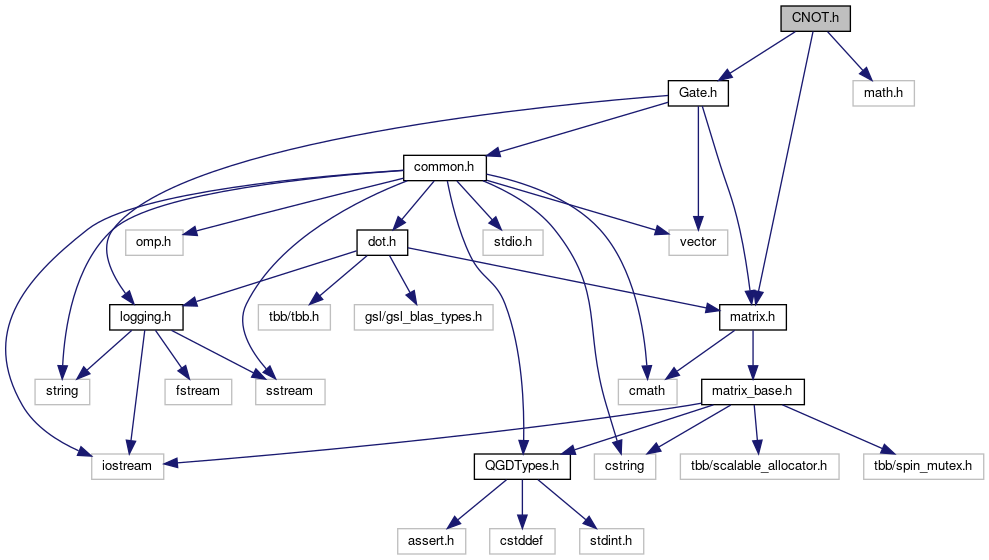 CNOT.h
Gate.h
math.h
common.h
omp.h
dot.h
stdio.h
vector
logging.h
tbb/tbb.h
gsl/gsl_blas_types.h
matrix.h
string
fstream
sstream
cmath
matrix_base.h
iostream
QGDTypes.h
cstring
tbb/scalable_allocator.h
tbb/spin_mutex.h
assert.h
cstddef
stdint.h